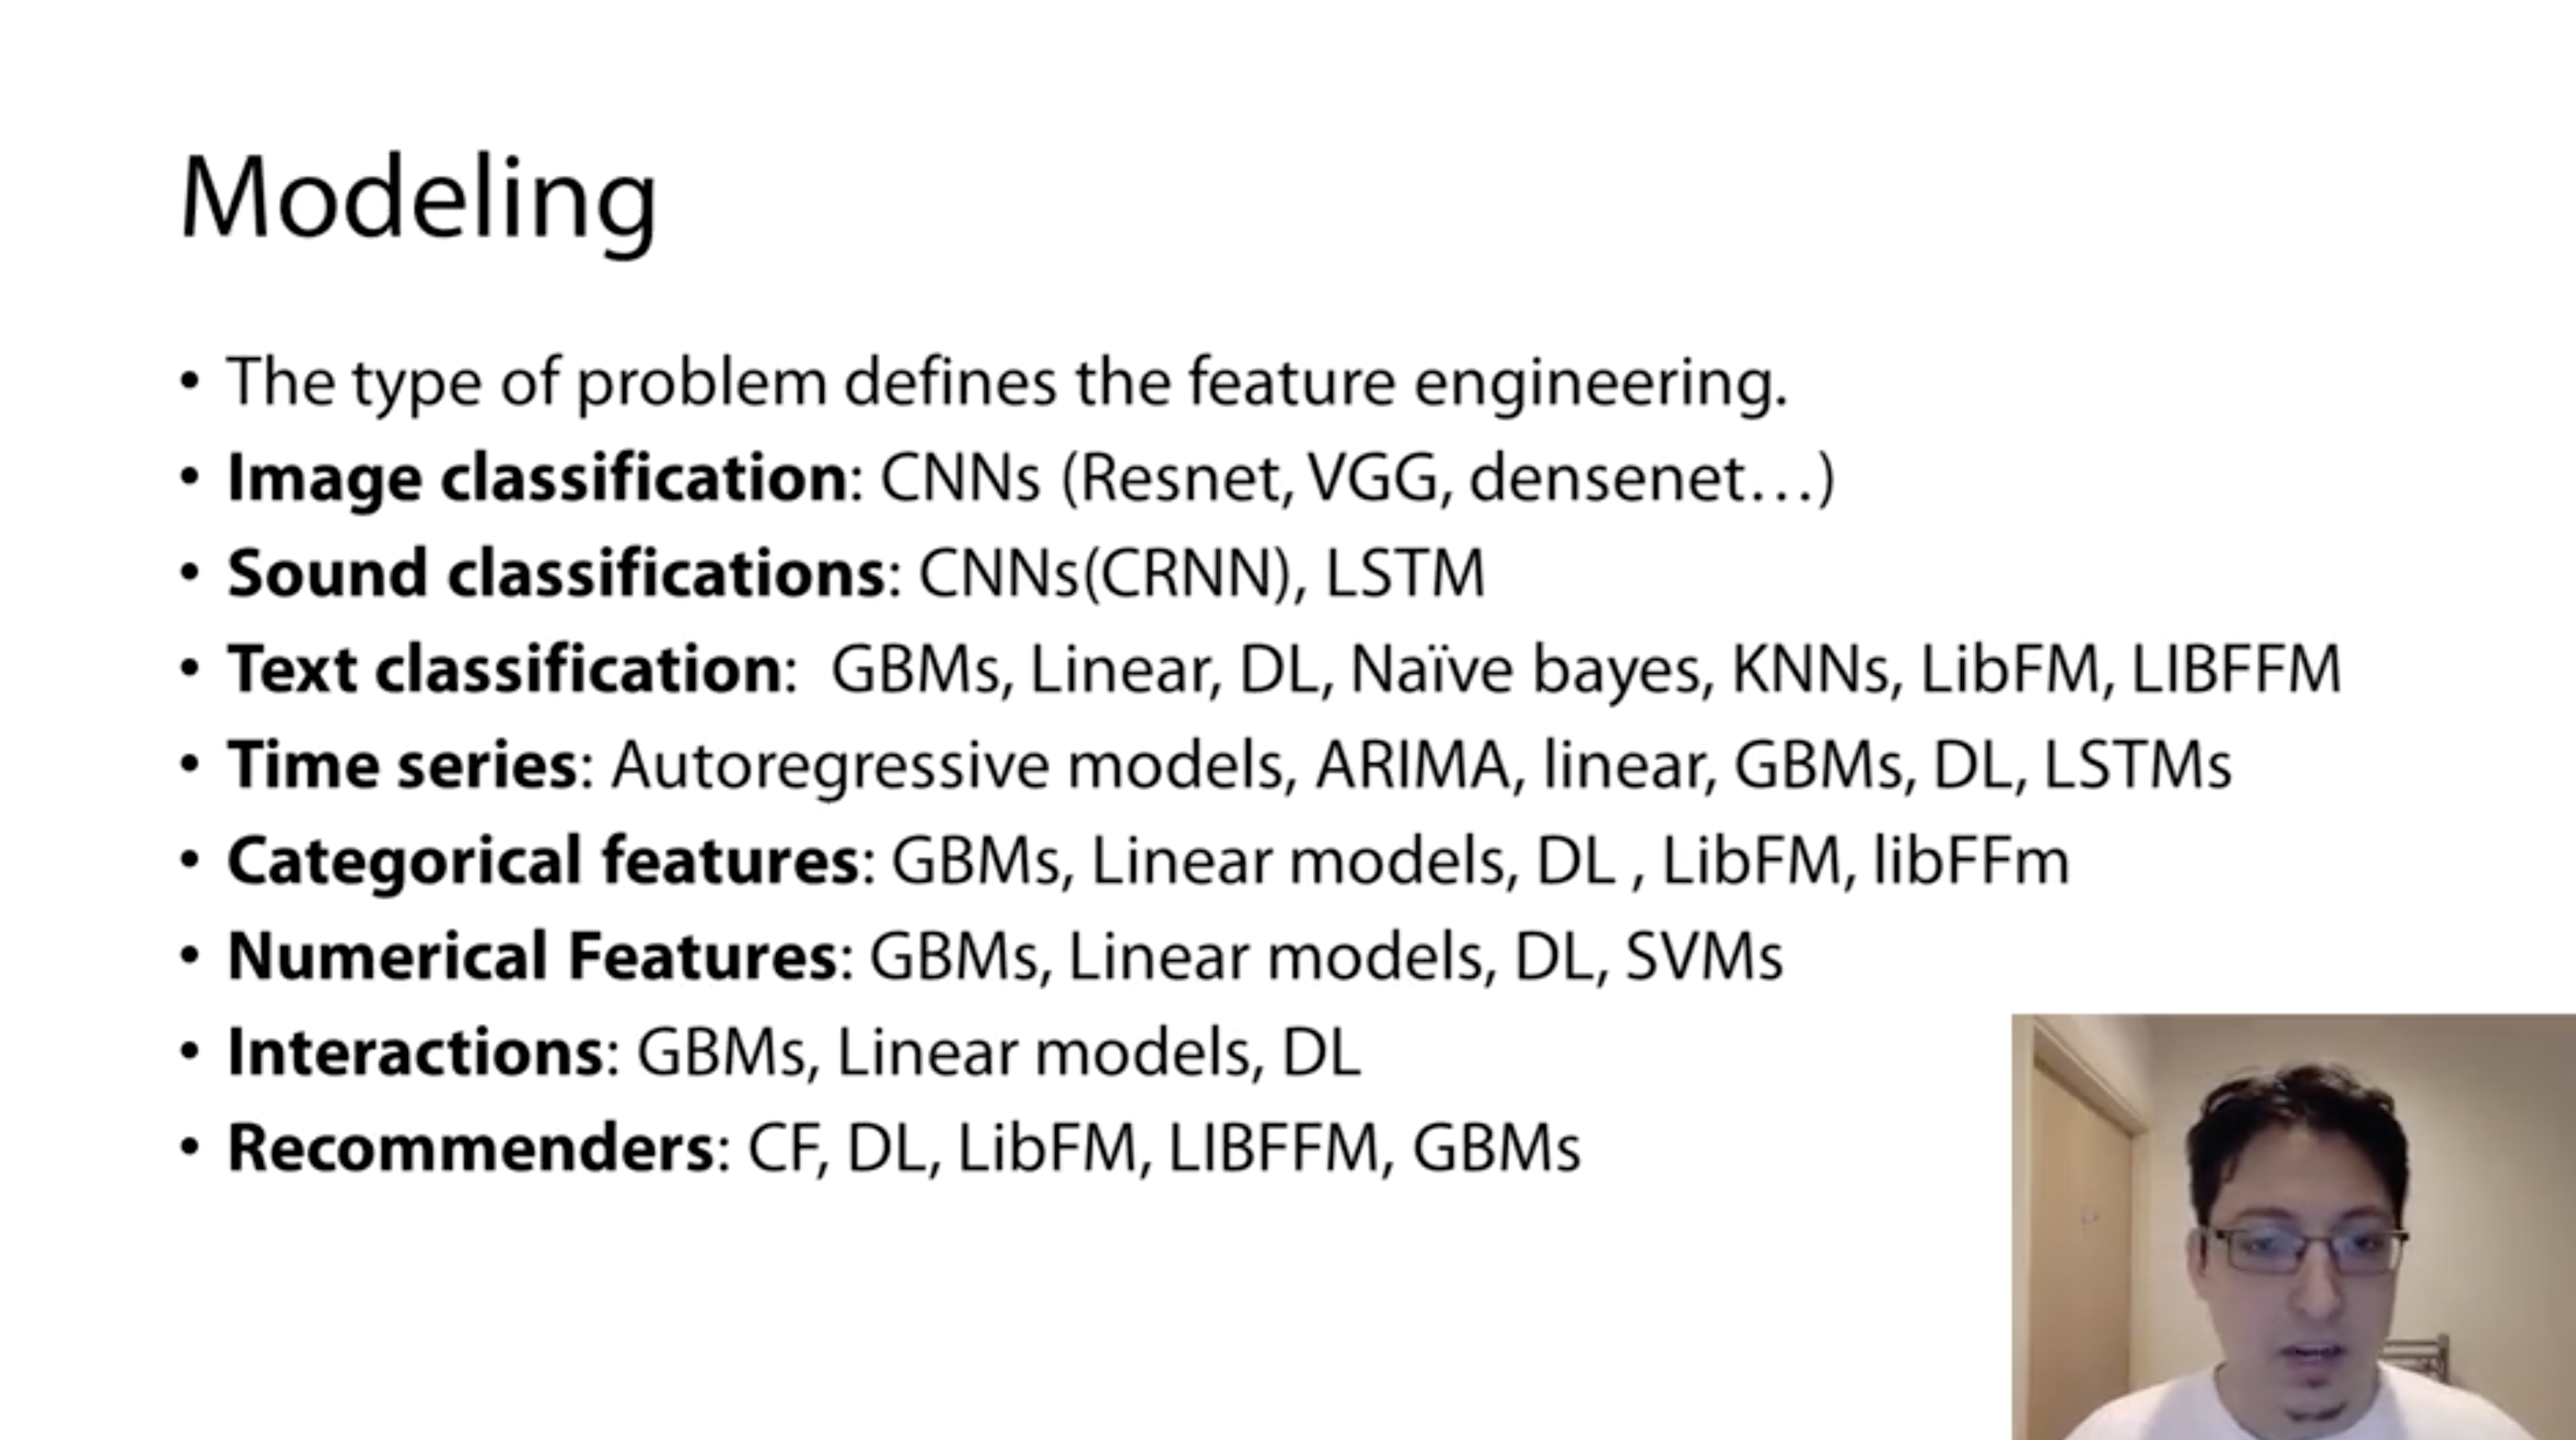 Modeling
• The type of problem defines the feature engineering.
• Image classification: CNNs (Resnet, VGG, densenet…)
• Sound classifications: CNNs(CRNN), LSTM
• Text classification:  GBMs, Linear, DL, Naïve bayes, KNNs, LibFM, LIBFFM
• Time series: Autoregressive models, ARIMA, linear, GBMs, DL, LSTMs
• Categorical features: GBMs, Linear models, DL , LibFM, libFFm
• Numerical Features: GBMs, Linear models, DL, SVMs
• Interactions: GBMs, Linear models, DL
• Recommenders: CF, DL, LibFM, LIBFFM, GBMs